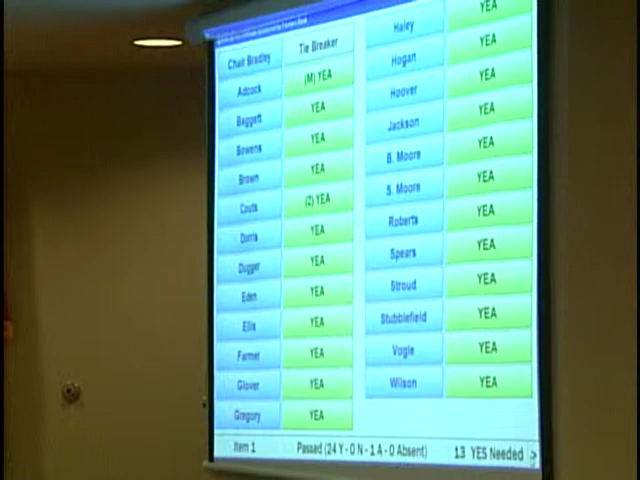 Chair Bradley Tie Breaker
Adcock (M) YEA
Baggett YEA
Bowens YEA
Brown YEA
Couts (2) YEA
Dorris YEA
Dugger YEA
Eden YEA
Ellis YEA
Farmer YEA
Glover YEA
Gregory YEA
Haley YEA
Hogan YEA
Hoover YEA
Jackson YEA
B. Moore YEA
S. Moore YEA
Roberts YEA
Spears YEA
Stroud YEA
Stubblefield YEA
Vogle YEA
Wilson YEA
Item 1 Passed (24 Y - 0 N - 1 A - 0 Absent) 13 YES Needed >